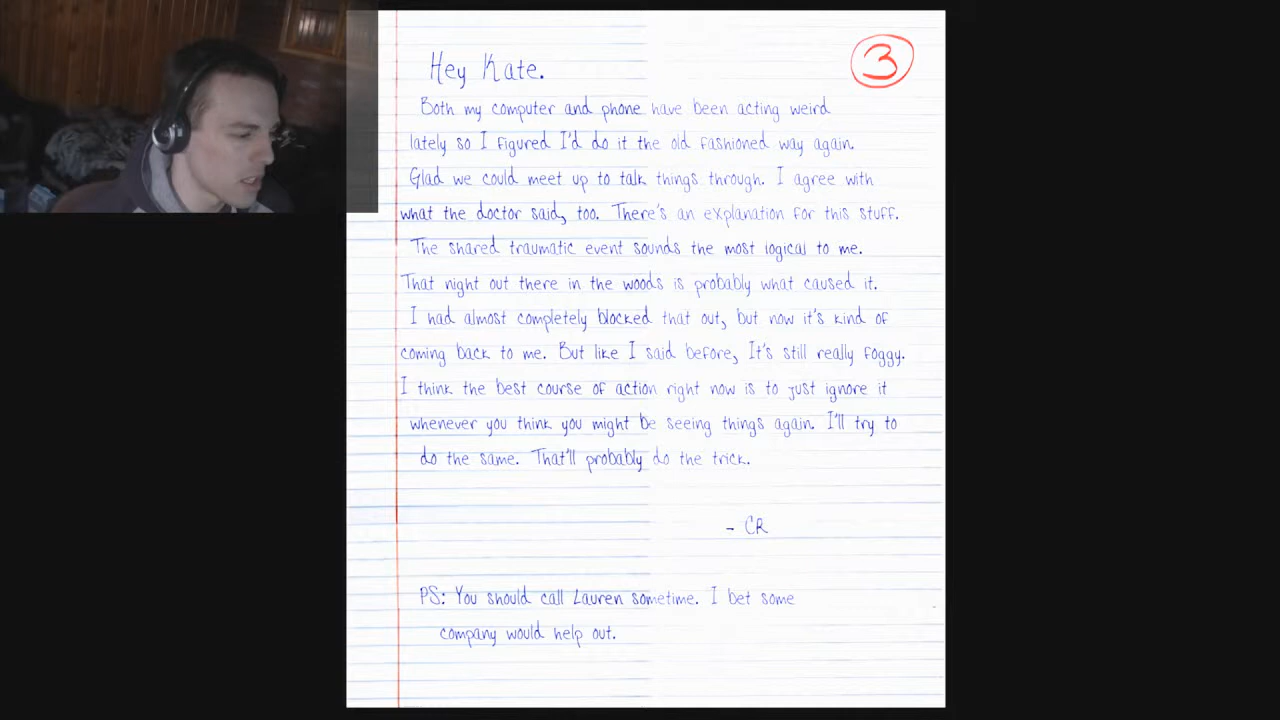 3
Hey Kate.
Both my computer and phone have been acting weird
lately so I figured I'd do it the old fashioned way again.
Glad we could meet up to talk things through. I agree with
what the doctor said, too. There's an explanation for this stuff.
The shared traumatic event sounds the most logical to me.
That night out there in the woods is probably what caused it.
I had almost completely blocked that out, but now it's kind of
coming back to me. But like I said before, It's still really foggy.
I think the best course of action right now is to just ignore it
whenever you think you might be seeing things again. I'll try to
do the same. That'll probably do the trick.
- CR
PS: You should call Lauren sometime. I bet some
company would help out.